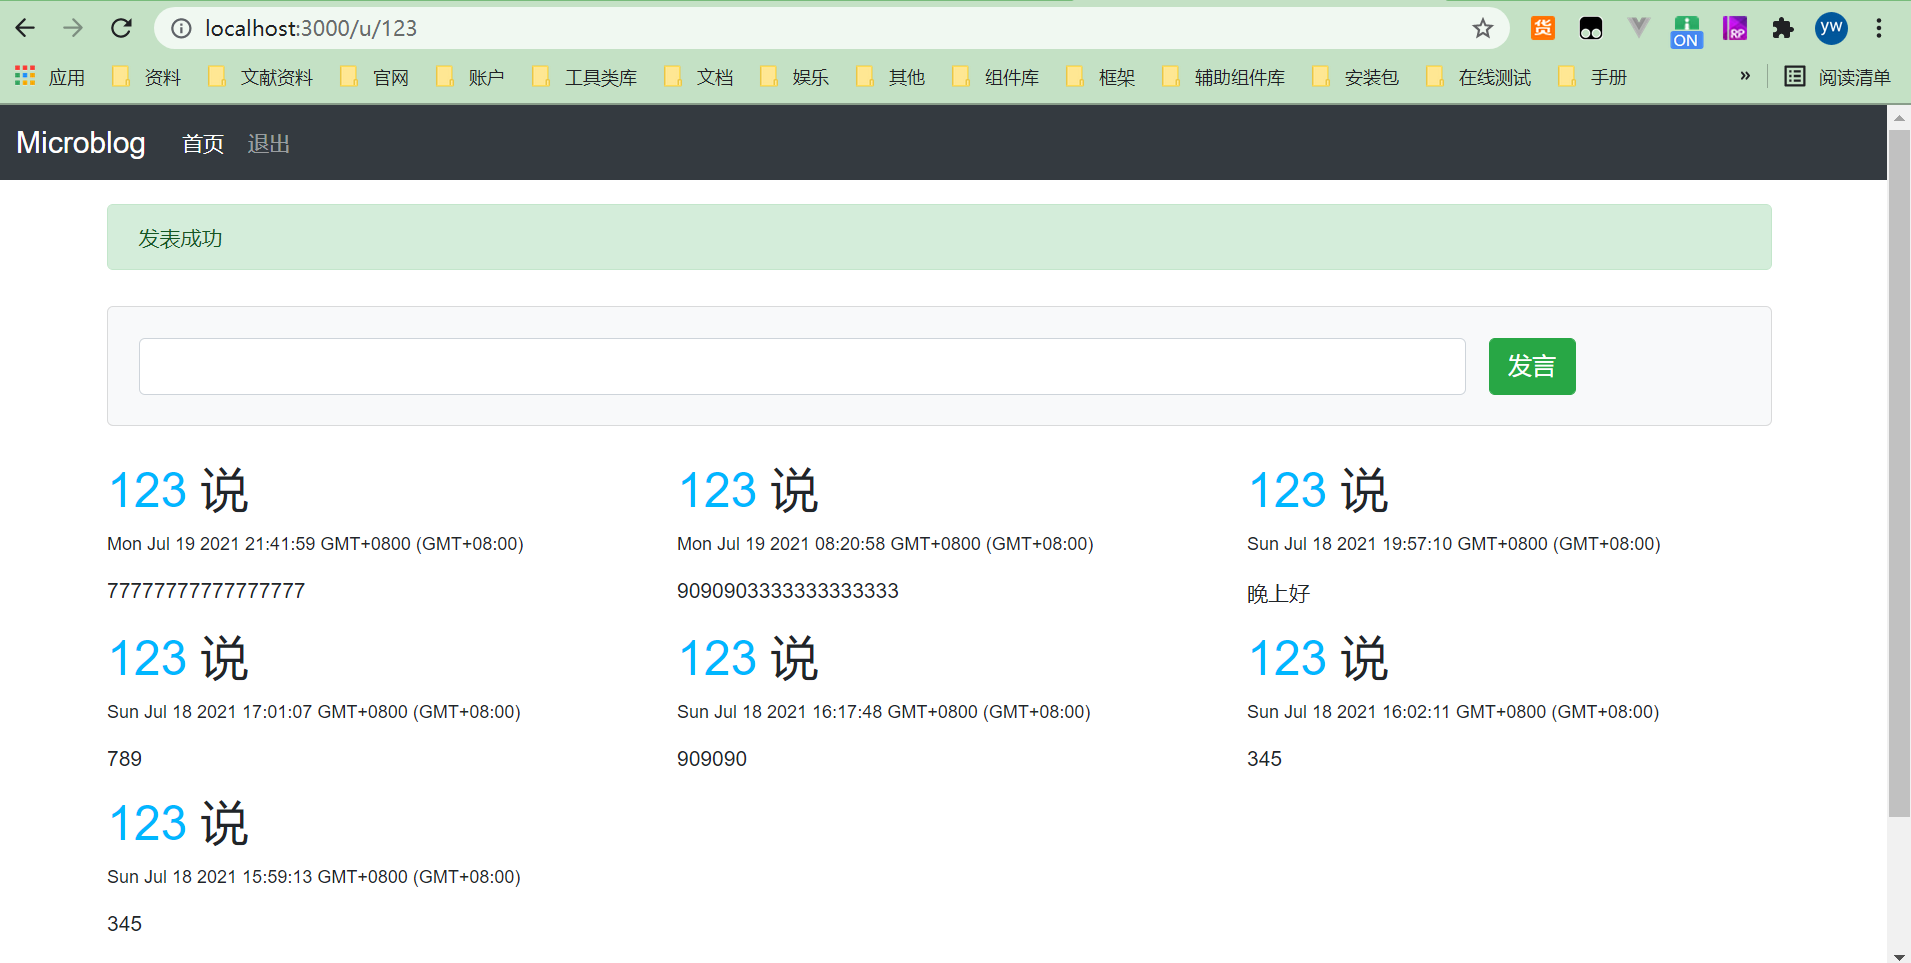 localhost:3000/u/123
货 ON RP yw
应用 资料 文献资料 官网 账户 工具类库 文档 娱乐 其他 组件库 框架 辅助组件库 安装包 在线测试 手册 » 阅读清单
Microblog 首页 退出
发表成功
发言
123 说 123 说 123 说
Mon Jul 19 2021 21:41:59 GMT+0800 (GMT+08:00) Mon Jul 19 2021 08:20:58 GMT+0800 (GMT+08:00) Sun Jul 18 2021 19:57:10 GMT+0800 (GMT+08:00)
77777777777777777 9090903333333333333 晚上好
123 说 123 说 123 说
Sun Jul 18 2021 17:01:07 GMT+0800 (GMT+08:00) Sun Jul 18 2021 16:17:48 GMT+0800 (GMT+08:00) Sun Jul 18 2021 16:02:11 GMT+0800 (GMT+08:00)
789 909090 345
123 说
Sun Jul 18 2021 15:59:13 GMT+0800 (GMT+08:00)
345